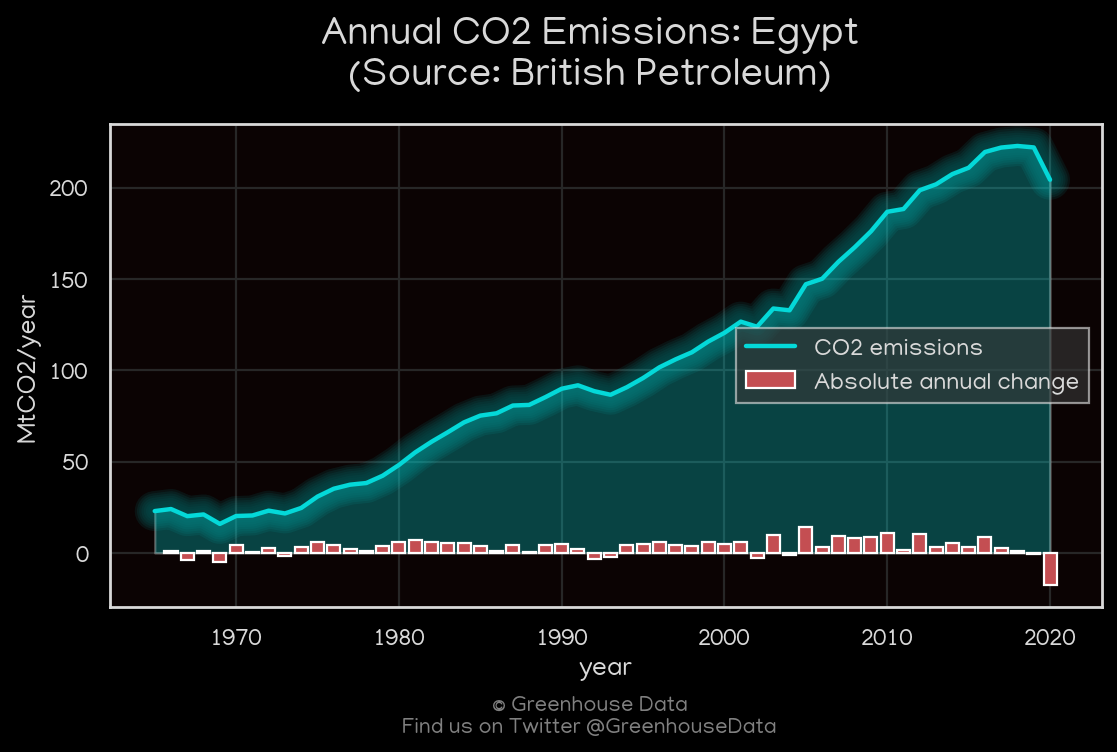 Annual CO2 Emissions: Egypt
(Source: British Petroleum)
MtCO2/year
200
150
100
50
0
CO2 emissions
Absolute annual change
1970 1980 1990 2000 2010 2020
year
© Greenhouse Data
Find us on Twitter @GreenhouseData